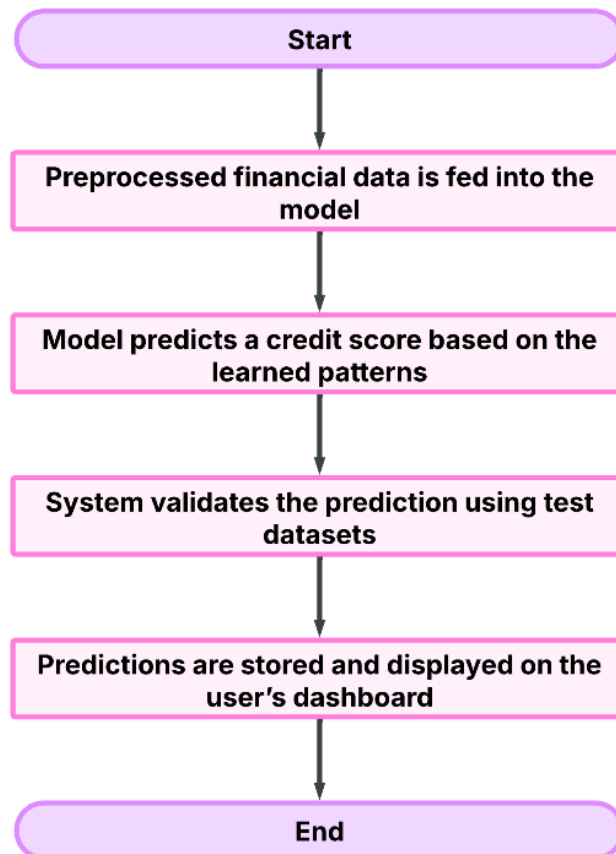 Start
Preprocessed financial data is fed into the
model
Model predicts a credit score based on the
learned patterns
System validates the prediction using test
datasets
Predictions are stored and displayed on the
user’s dashboard
End